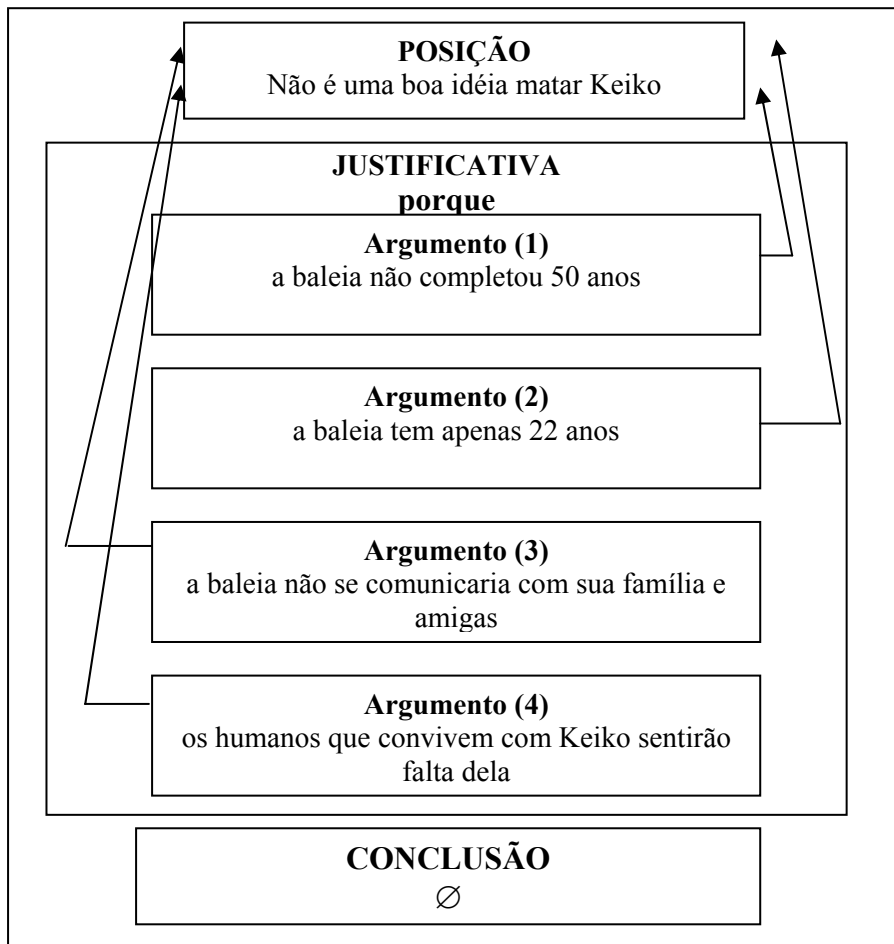 POSIÇÃO
Não é uma boa idéia matar Keiko
JUSTIFICATIVA
porque
Argumento (1)
a baleia não completou 50 anos
Argumento (2)
a baleia tem apenas 22 anos
Argumento (3)
a baleia não se comunicaria com sua família e
amigas
Argumento (4)
os humanos que convivem com Keiko sentirão
falta dela
CONCLUSÃO
∅